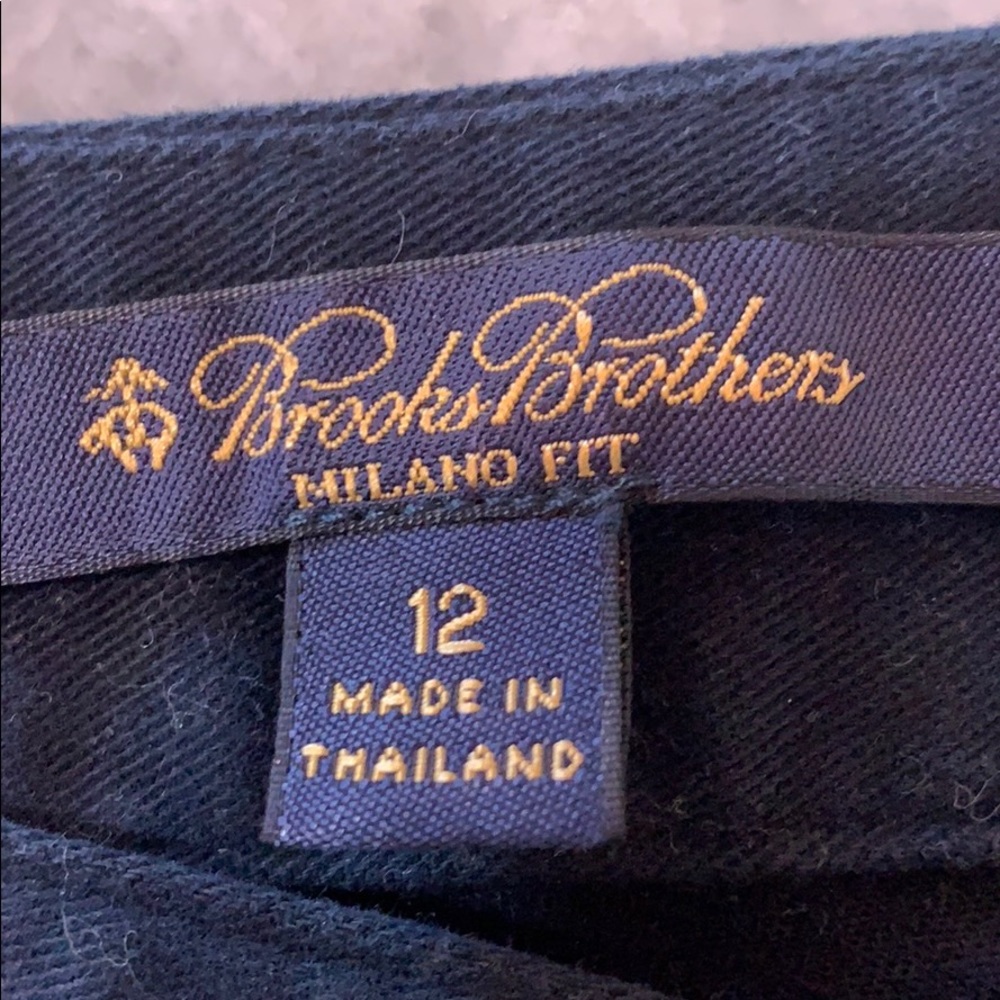 Brooks Brothers
MILANO FIT
12
MADE IN
THAILAND